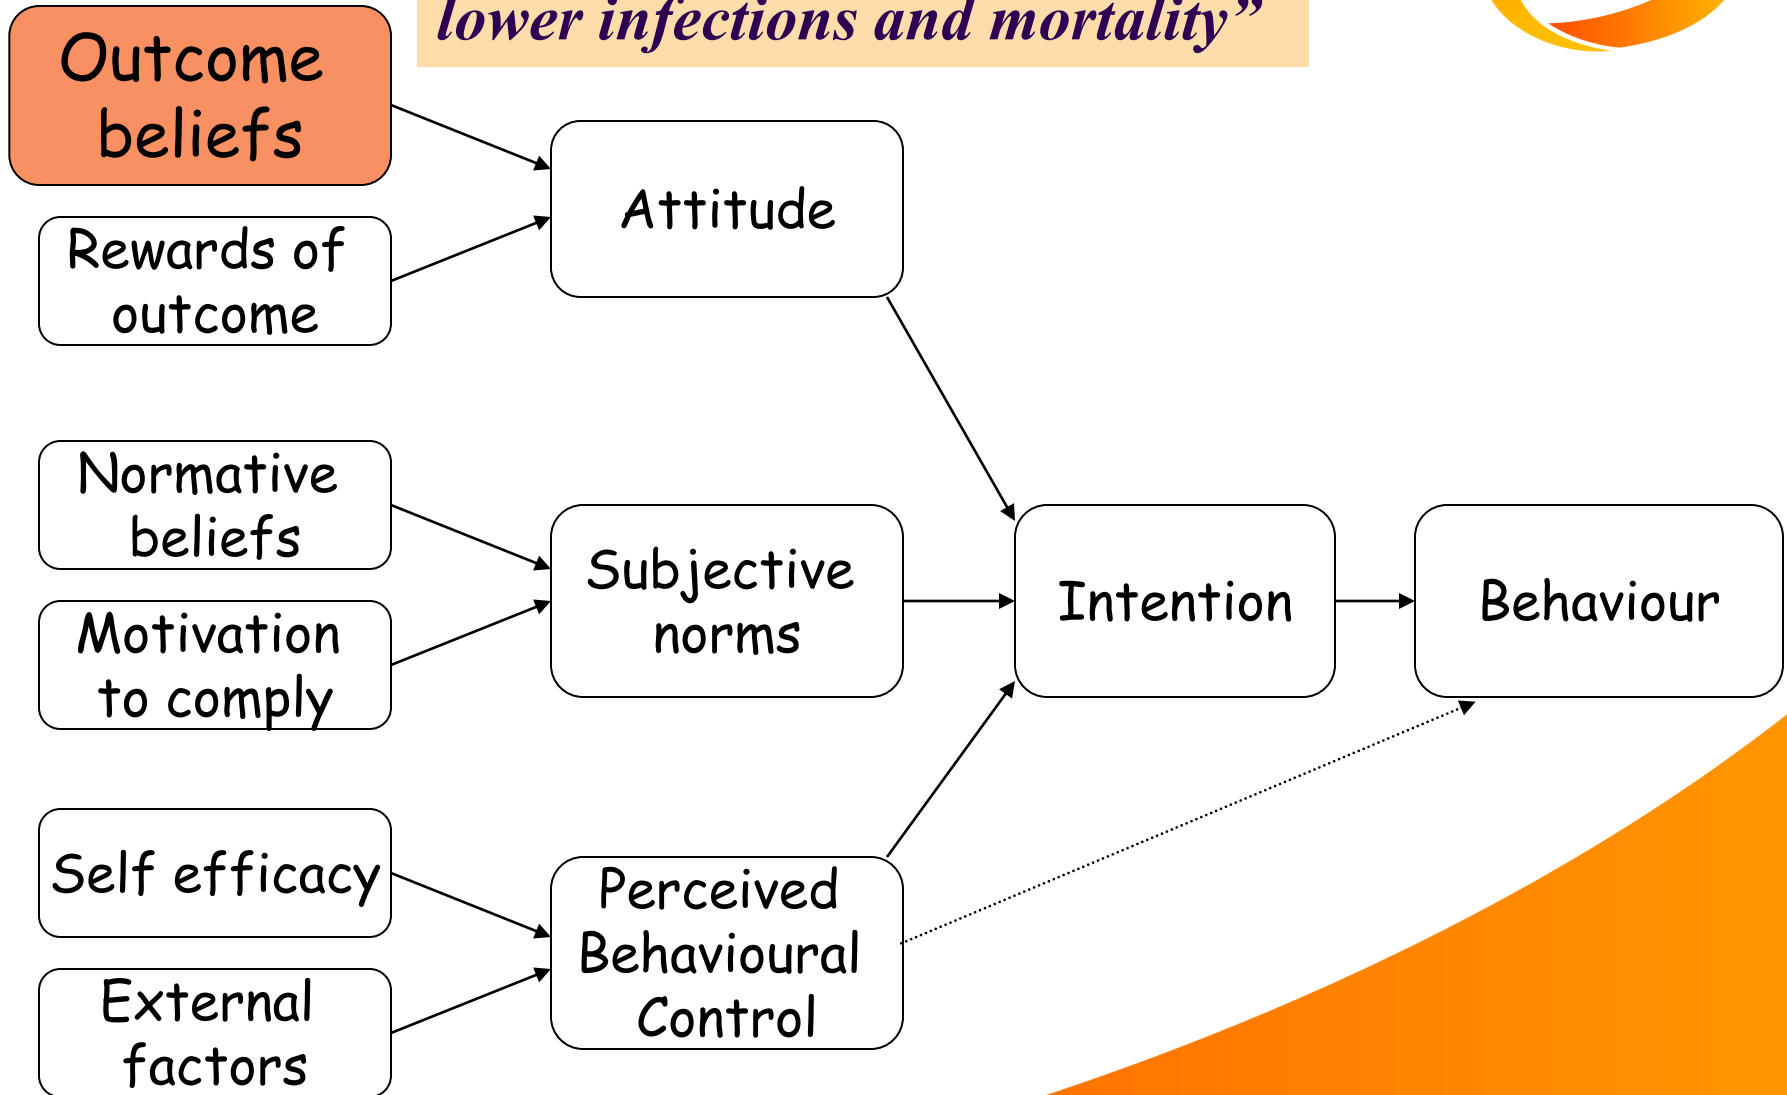 lower infections and mortality”
Outcome
beliefs
Rewards of
outcome
Attitude
Normative
beliefs
Motivation
to comply
Subjective
norms
Intention
Behaviour
Self efficacy
External
factors
Perceived
Behavioural
Control